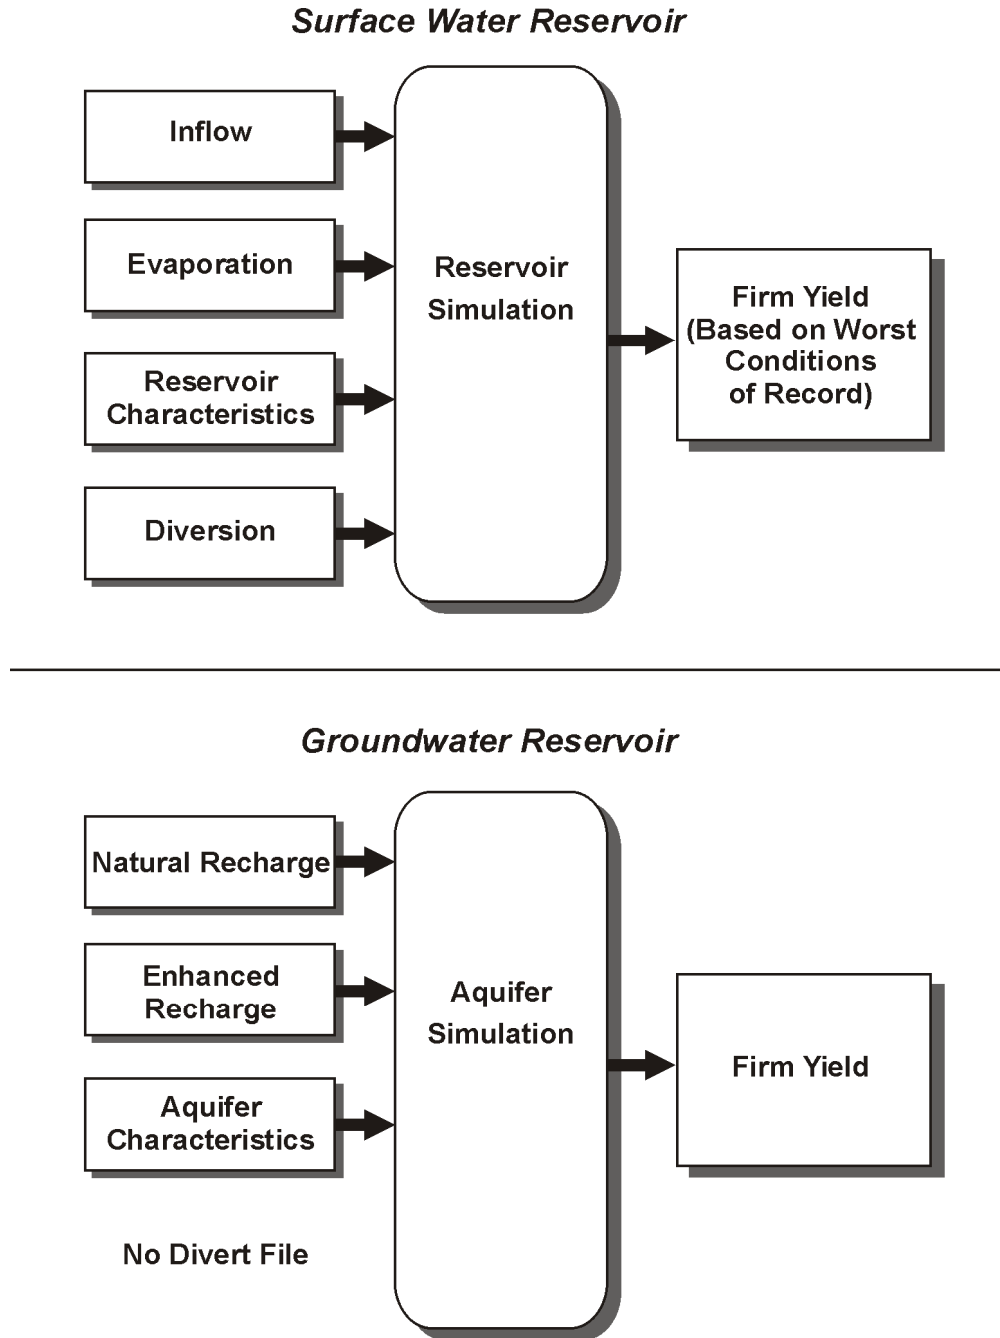 Surface Water Reservoir
Inflow
Evaporation
Reservoir
Characteristics
Diversion
Reservoir
Simulation
Firm Yield
(Based on Worst
Conditions
of Record)
Groundwater Reservoir
Natural Recharge
Enhanced
Recharge
Aquifer
Characteristics
No Divert File
Aquifer
Simulation
Firm Yield